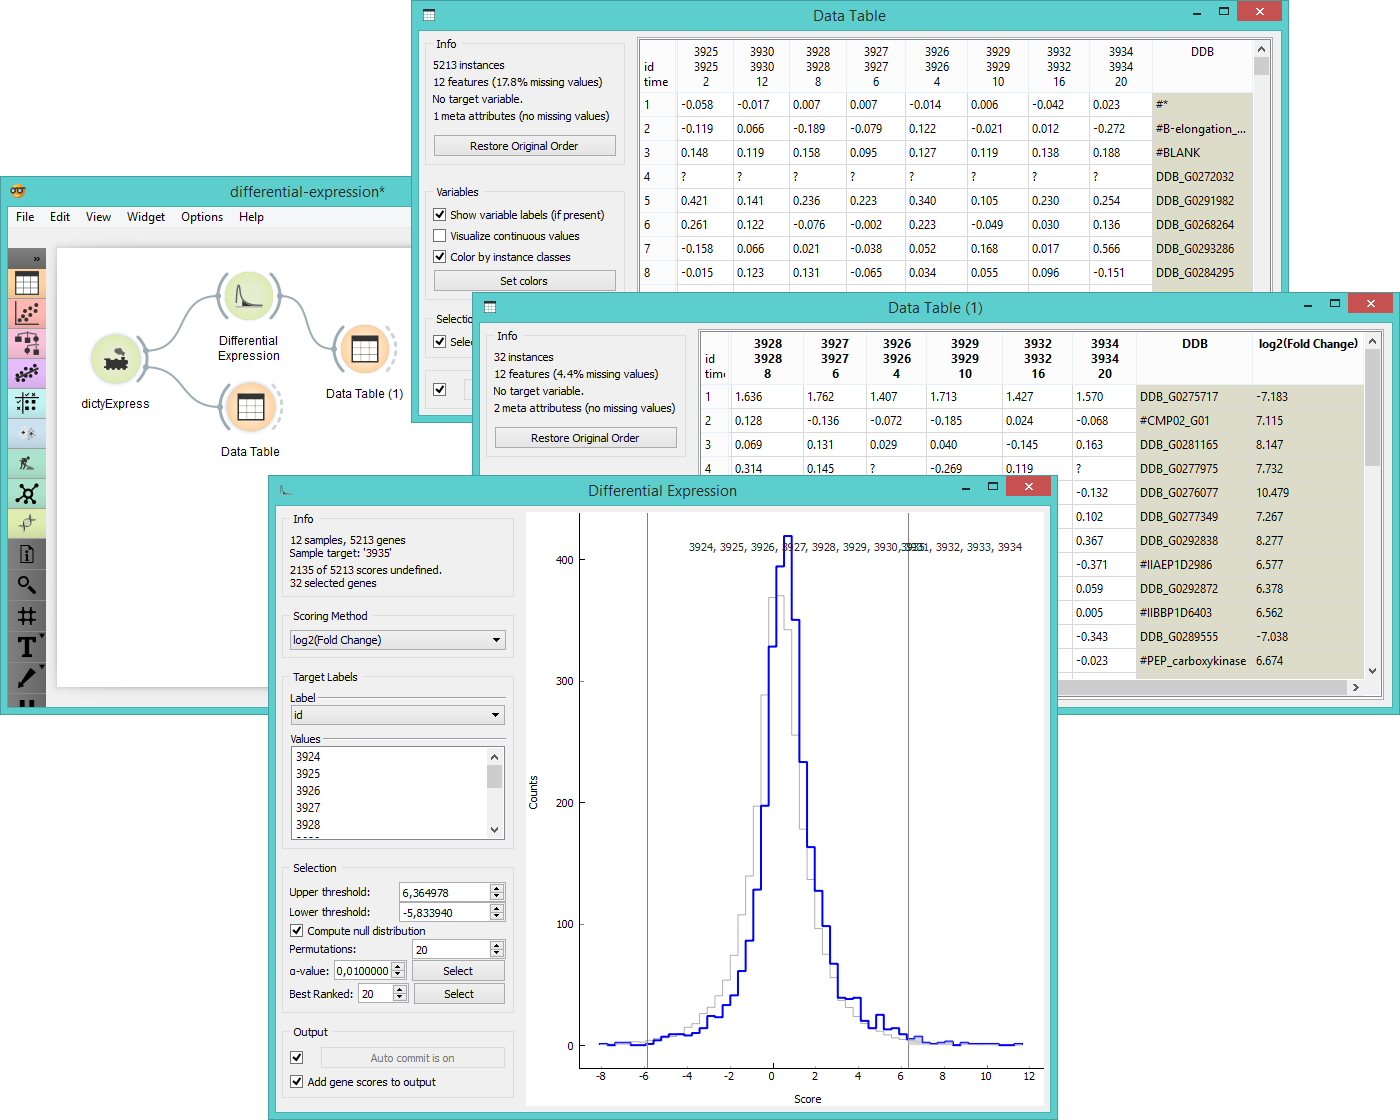 Data Table
Info
5213 instances
12 features (17.8% missing values)
No target variable.
1 meta attributes (no missing values)
Restore Original Order
Variables
Show variable labels (if present)
Visualize continuous values
Color by instance classes
Set colors
3925 3930 3928 3927 3926 3929 3932 3934 DDB
id 3925 3930 3928 3927 3926 3929 3932 3934
time 2 12 8 6 4 10 16 20
1 -0.058 -0.017 0.007 0.007 -0.014 0.006 -0.042 0.023 #*
2 -0.119 0.066 -0.189 -0.079 0.122 -0.021 0.012 -0.272 #B-elongation_...
3 0.148 0.119 0.158 0.095 0.127 0.119 0.138 0.188 #BLANK
4 ? ? ? ? ? ? ? ? DDB_G0272032
5 0.421 0.141 0.236 0.223 0.340 0.105 0.230 0.254 DDB_G0291982
6 0.261 0.122 -0.076 -0.002 0.223 -0.049 0.030 0.136 DDB_G0268264
7 -0.158 0.066 0.021 -0.038 0.052 0.168 0.017 0.566 DDB_G0293286
8 -0.015 0.123 0.131 -0.065 0.034 0.055 0.096 -0.151 DDB_G0284295
differential-expression*
File Edit View Widget Options Help
»
dictyExpress
Differential
Expression
Data Table
Data Table (1)
Data Table (1)
Info
32 instances
12 features (4.4% missing values)
No target variable.
2 meta attributess (no missing values)
Restore Original Order
3928 3927 3926 3929 3932 3934 DDB log2(Fold Change)
id 3928 3927 3926 3929 3932 3934
8 6 4 10 16 20
1 1.636 1.762 1.407 1.713 1.427 1.570 DDB_G0275717 -7.183
2 0.128 -0.136 -0.072 -0.185 0.024 -0.068 #CMP02_G01 7.115
3 0.069 0.131 0.029 0.040 -0.145 0.163 DDB_G0281165 8.147
4 0.314 0.145 ? -0.269 0.119 ? DDB_G0277975 7.732
-0.132 DDB_G0276077 10.479
0.102 DDB_G0277349 7.267
0.367 DDB_G0292838 8.277
-0.371 #IIAEP1D2986 6.577
0.059 DDB_G0292872 6.378
0.005 #IIBBP1D6403 6.562
-0.343 DDB_G0289555 -7.038
-0.023 #PEP_carboxykinase 6.674
Differential Expression
Info
12 samples, 5213 genes
Sample target: '3935'
2135 of 5213 scores undefined.
32 selected genes
Scoring Method
log2(Fold Change)
Target Labels
Label
id
Values
3924
3925
3926
3927
3928
Selection
Upper threshold: 6,364978
Lower threshold: -5,833940
Compute null distribution
Permutations: 20
α-value: 0,0100000 Select
Best Ranked: 20 Select
Output
Auto commit is on
Add gene scores to output
3924, 3925, 3926, 3927, 3928, 3929, 3930, 3931, 3932, 3933, 3934
400
300
200
100
0
Counts
-8 -6 -4 -2 0 2 4 6 8 10 12
Score